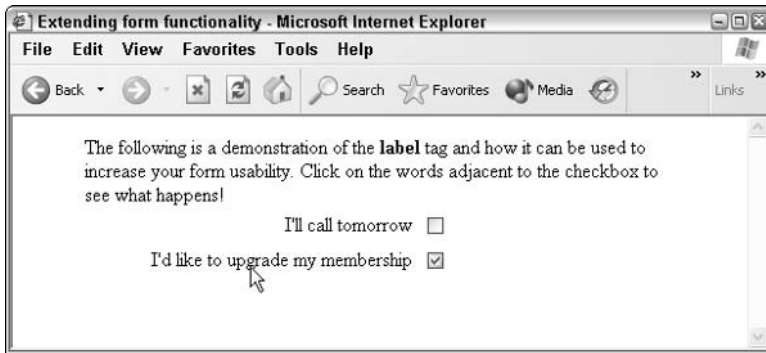 Extending form functionality - Microsoft Internet Explorer
File Edit View Favorites Tools Help
Back Search Favorites Media » Links »
The following is a demonstration of the label tag and how it can be used to
increase your form usability. Click on the words adjacent to the checkbox to
see what happens!
I'll call tomorrow
I'd like to upgrade my membership